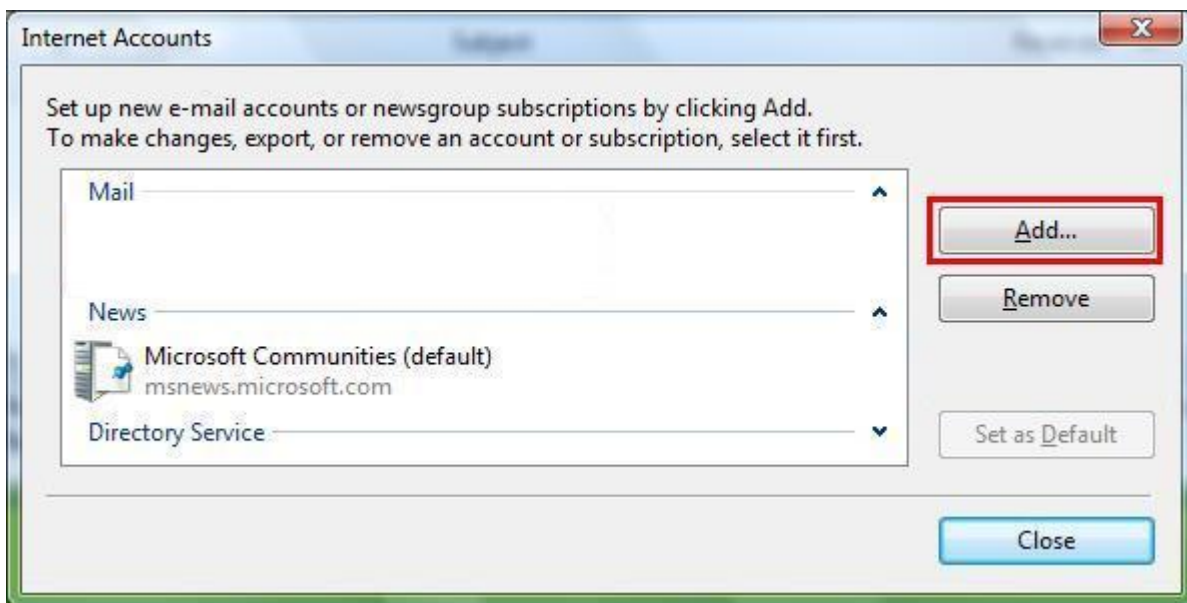 Internet Accounts
Set up new e-mail accounts or newsgroup subscriptions by clicking Add.
To make changes, export, or remove an account or subscription, select it first.
Mail
Add...
Remove
News
Microsoft Communities (default)
msnews.microsoft.com
Directory Service
Set as Default
Close